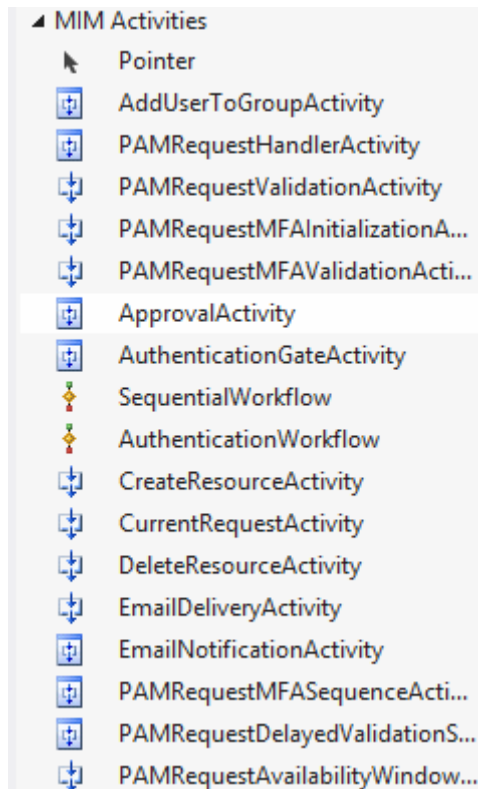 MIM Activities
Pointer
AddUserToGroupActivity
PAMRequestHandlerActivity
PAMRequestValidationActivity
PAMRequestMFAInitializationA...
PAMRequestMFAValidationActi...
ApprovalActivity
AuthenticationGateActivity
SequentialWorkflow
AuthenticationWorkflow
CreateResourceActivity
CurrentRequestActivity
DeleteResourceActivity
EmailDeliveryActivity
EmailNotificationActivity
PAMRequestMFASequenceActi...
PAMRequestDelayedValidationS...
PAMRequestAvailabilityWindow...